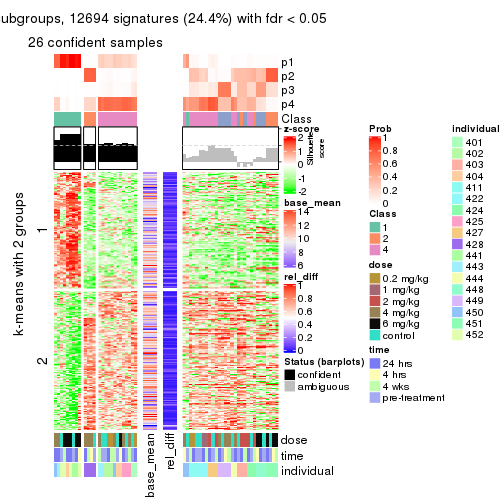 ubgroups, 12694 signatures (24.4%) with fdr < 0.05
26 confident samples
p1
p2
p3
p4
Class
Silhouette
score
k-means with 2 groups
1
2
dose
time
individual
base_mean
rel_diff
z-score
2
1
0
-1
-2
base_mean
14
12
10
8
6
rel_diff
1
0.8
0.6
0.4
0.2
0
Status (barplots)
confident
ambiguous
Prob
1
0.8
0.6
0.4
0.2
0
Class
1
2
4
dose
0.2 mg/kg
1 mg/kg
2 mg/kg
4 mg/kg
6 mg/kg
control
time
24 hrs
4 hrs
4 wks
pre-treatment
individual
401
402
403
404
411
422
424
425
427
428
441
443
444
448
449
450
451
452